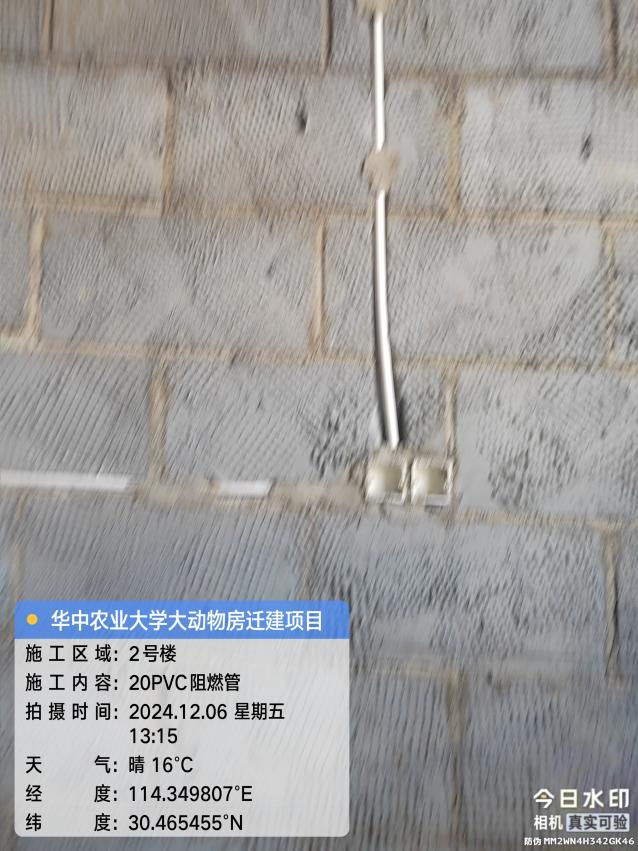 华中农业大学大动物房迁建项目
施工区域：2号楼
施工内容：20PVC阻燃管
拍摄时间：2024.12.06 星期五
13:15
天气：晴 16℃
经度：114.349807°E
纬度：30.465455°N
今日水印
相机 真实可验
防伪 MM2WN4H342GK46